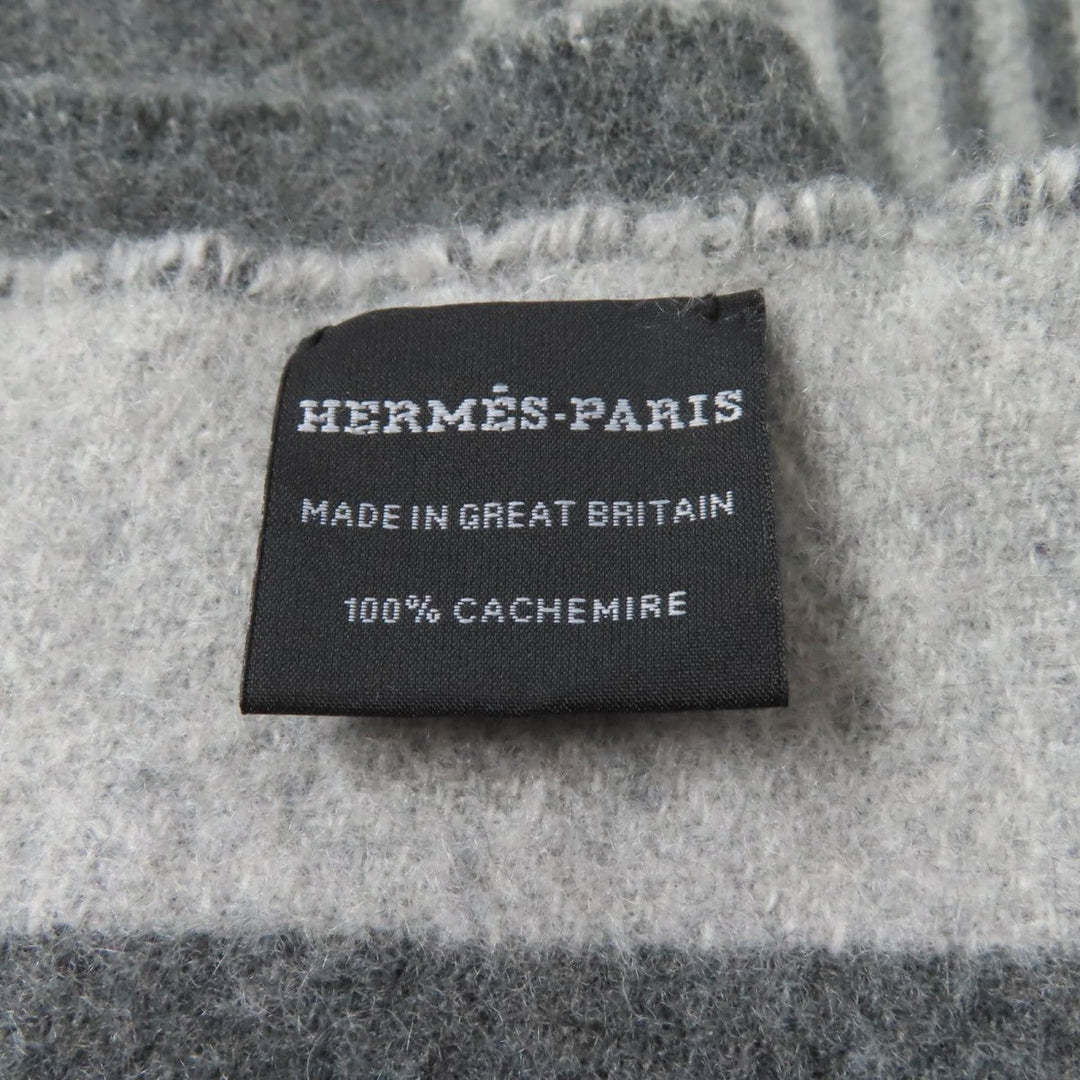 HERMÈS-PARIS
MADE IN GREAT BRITAIN
100% CACHEMIRE